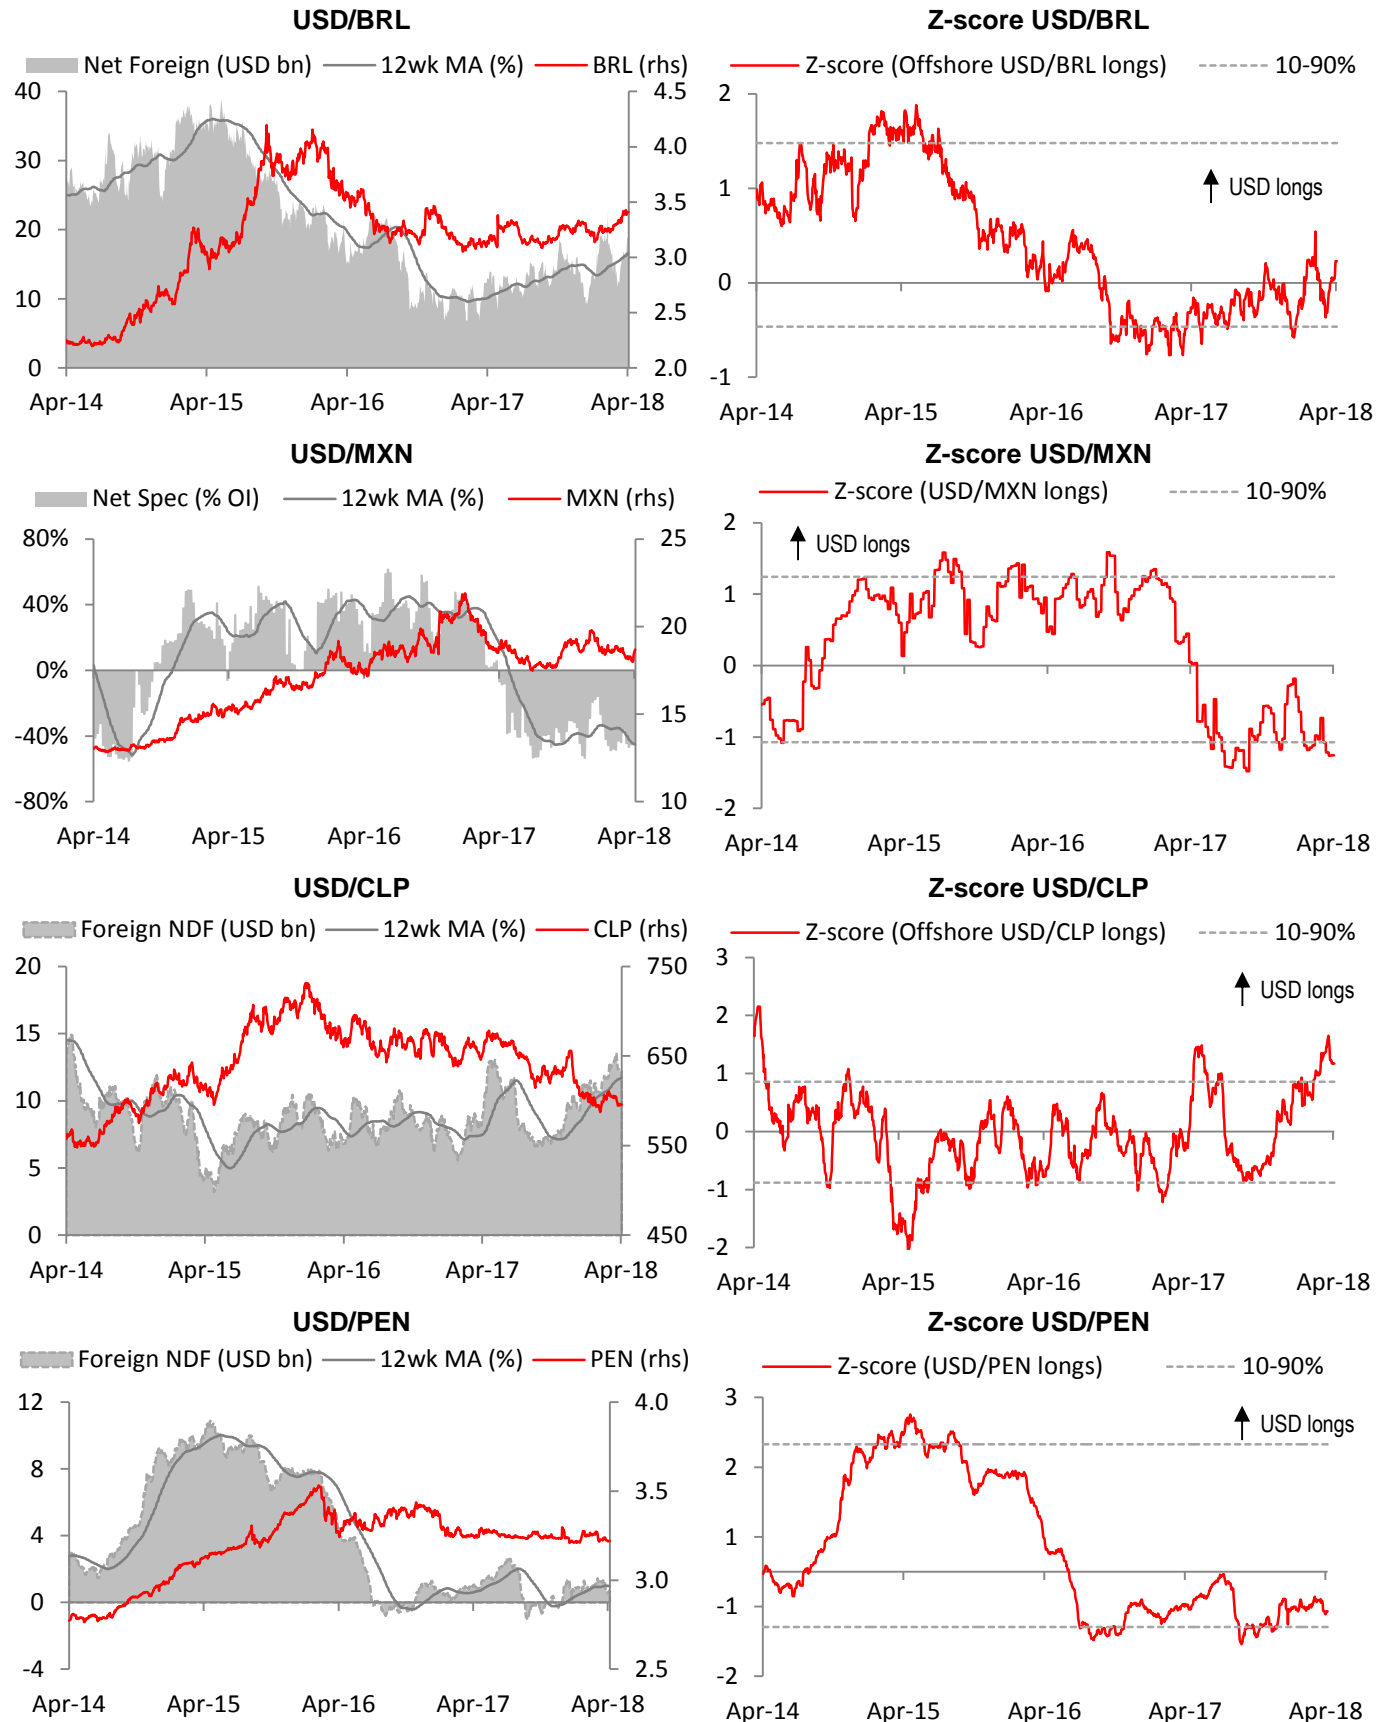 USD/BRL
Net Foreign (USD bn) 12wk MA (%) BRL (rhs)
40 4.5
4.0
30
3.5
20
3.0
10
2.5
0 2.0
Apr-14 Apr-15 Apr-16 Apr-17 Apr-18
Z-score USD/BRL
Z-score (Offshore USD/BRL longs) 10-90%
2
1
USD longs
0
-1
Apr-14 Apr-15 Apr-16 Apr-17 Apr-18
USD/MXN
Net Spec (% OI) 12wk MA (%) MXN (rhs)
80% 25
40%
20
0%
15
-40%
-80% 10
Apr-14 Apr-15 Apr-16 Apr-17 Apr-18
Z-score USD/MXN
Z-score (USD/MXN longs) 10-90%
2
USD longs
1
0
-1
-2
Apr-14 Apr-15 Apr-16 Apr-17 Apr-18
USD/CLP
Foreign NDF (USD bn) 12wk MA (%) CLP (rhs)
20 750
15
650
10
550
5
0 450
Apr-14 Apr-15 Apr-16 Apr-17 Apr-18
Z-score USD/CLP
Z-score (Offshore USD/CLP longs) 10-90%
3
USD longs
2
1
0
-1
-2
Apr-14 Apr-15 Apr-16 Apr-17 Apr-18
USD/PEN
Foreign NDF (USD bn) 12wk MA (%) PEN (rhs)
12 4.0
8
3.5
4
3.0
0
-4 2.5
Apr-14 Apr-15 Apr-16 Apr-17 Apr-18
Z-score USD/PEN
Z-score (USD/PEN longs) 10-90%
3
USD longs
2
1
-1
-2
Apr-14 Apr-15 Apr-16 Apr-17 Apr-18